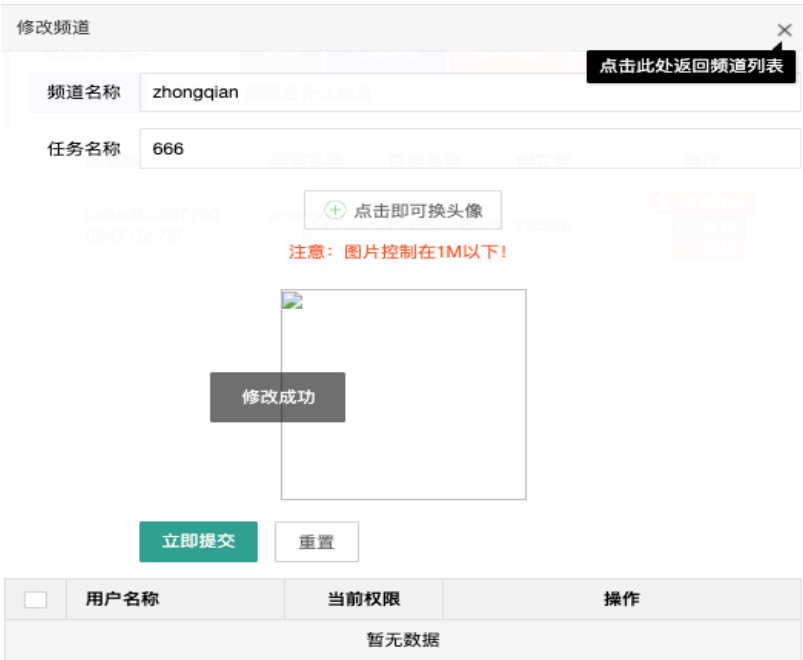 修改频道
点击此处返回频道列表
频道名称 zhongqian
任务名称 666
点击即可换头像
注意：图片控制在1M以下！
修改成功
立即提交 重置
用户名称 当前权限 操作
暂无数据